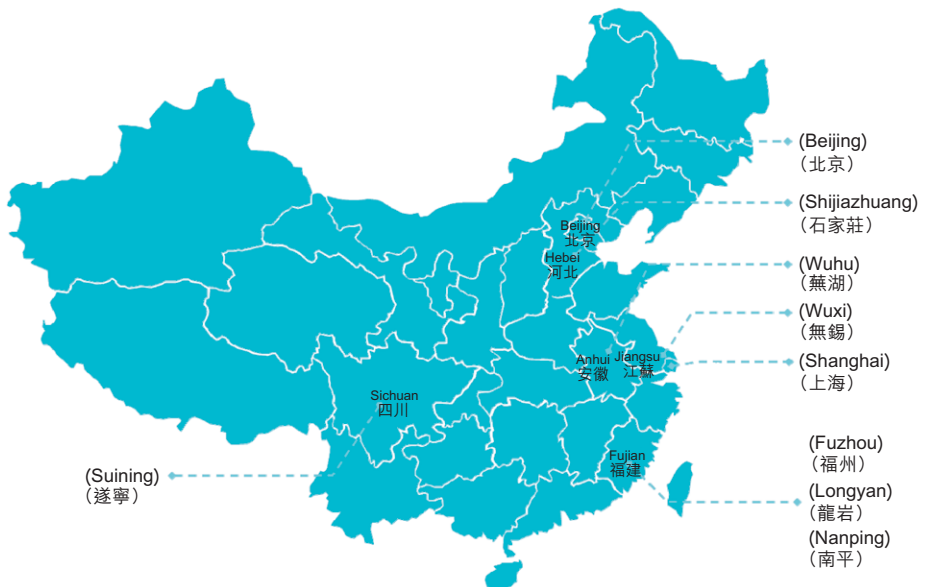 (Beijing)
（北京）
(Shijiazhuang)
（石家莊）
Beijing
北京
Hebei
河北
(Wuhu)
（蕪湖）
(Wuxi)
（無錫）
(Shanghai)
（上海）
Anhui
安徽
Jiangsu
江蘇
Sichuan
四川
(Fuzhou)
（福州）
Fujian
福建
(Suining)
（遂寧）
(Longyan)
（龍岩）
(Nanping)
（南平）